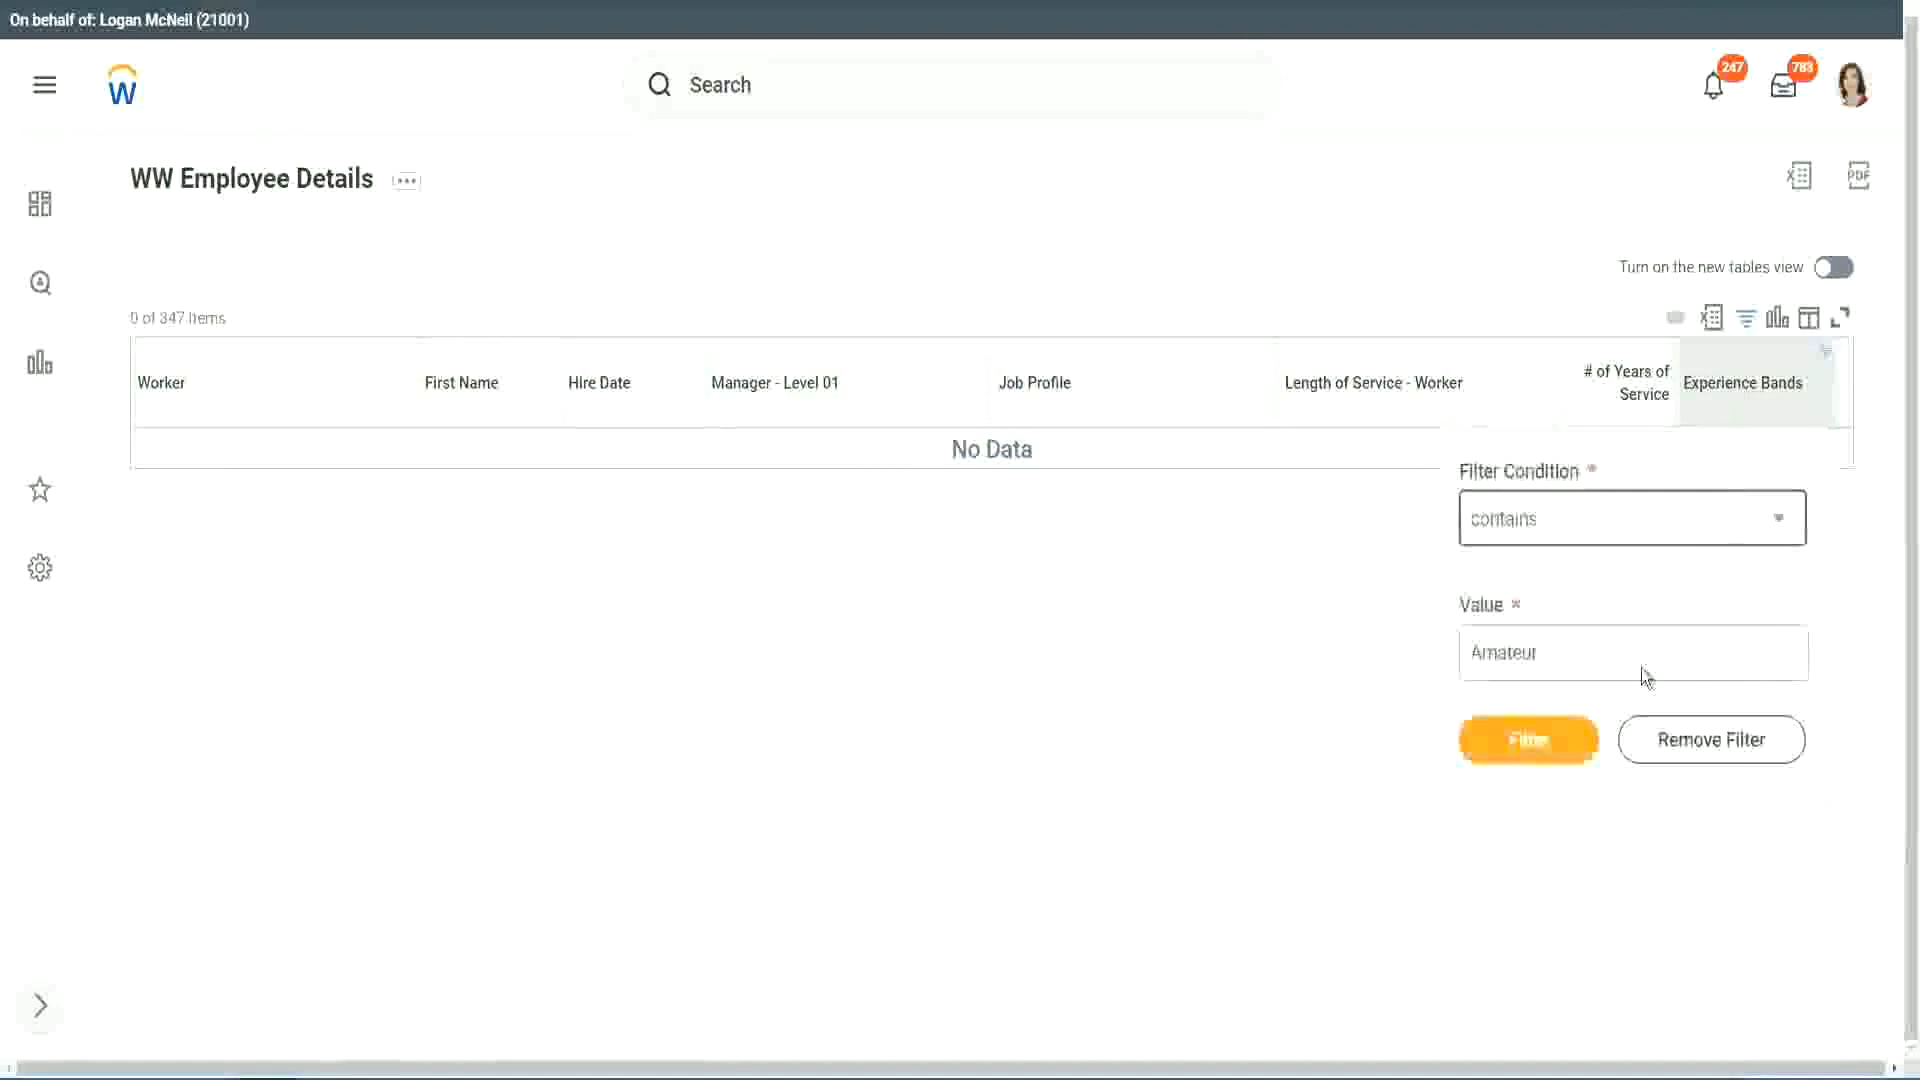 On behalf of: Logan McNeil (21001)
W
Search
247
783
WW Employee Details
X
PDF
Turn on the new tables view
0 of 347 items
X
Worker
First Name
Hire Date
Manager - Level 01
Job Profile
Length of Service - Worker
# of Years of
Service
Experience Bands
No Data
Filter Condition *
contains
Value *
Amateur
Filter
Remove Filter